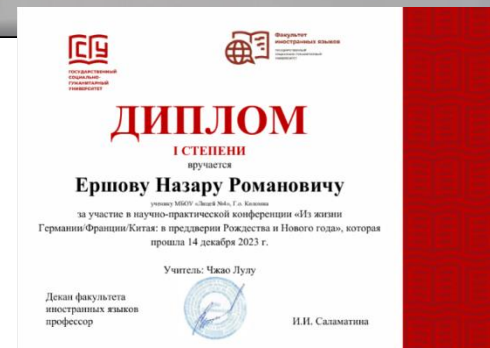 ГСГУ
ГОСУДАРСТВЕННЫЙ
СОЦИАЛЬНО-
ГУМАНИТАРНЫЙ
УНИВЕРСИТЕТ
Факультет
иностранных языков
ДИПЛОМ
I СТЕПЕНИ
вручается
Ершову Назару Романовичу
ученику МБОУ «Лицей №4», Г.о. Коломна
за участие в научно-практической конференции «Из жизни
Германии/Франции/Китая: в преддверии Рождества и Нового года», которая
прошла 14 декабря 2023 г.
Учитель: Чжао Лулу
Декан факультета
иностранных языков
профессор
И.И. Саламатина